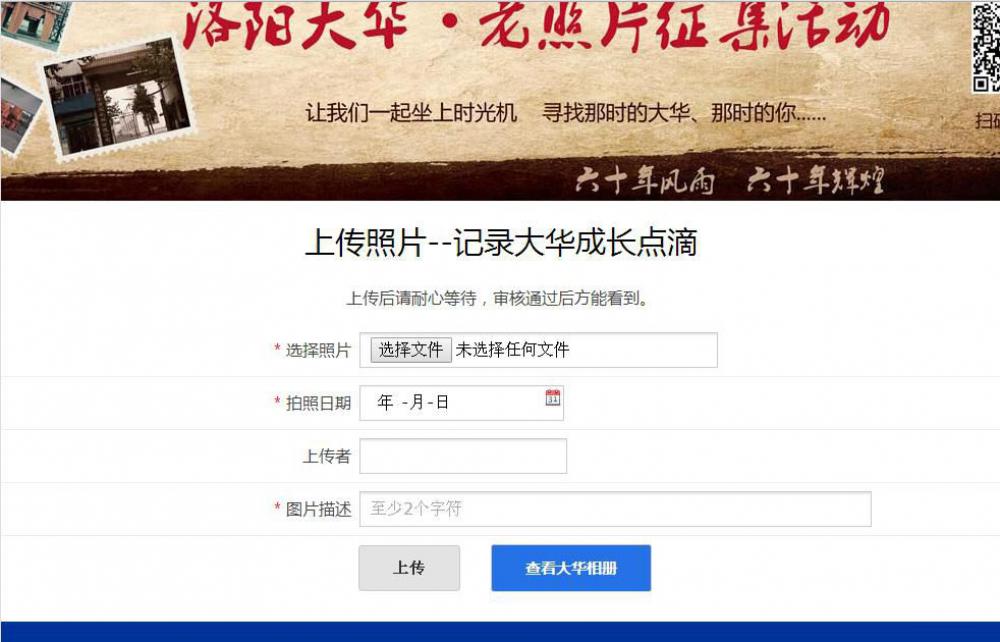 洛阳大华·老照片征集活动
让我们一起坐上时光机 寻找那时的大华、那时的你......
扫码
六十年风雨 六十年辉煌
上传照片--记录大华成长点滴
上传后请耐心等待，审核通过后方能看到。
* 选择照片 选择文件 未选择任何文件
* 拍照日期 年 -月-日
31
上传者
* 图片描述 至少2个字符
上传 查看大华相册